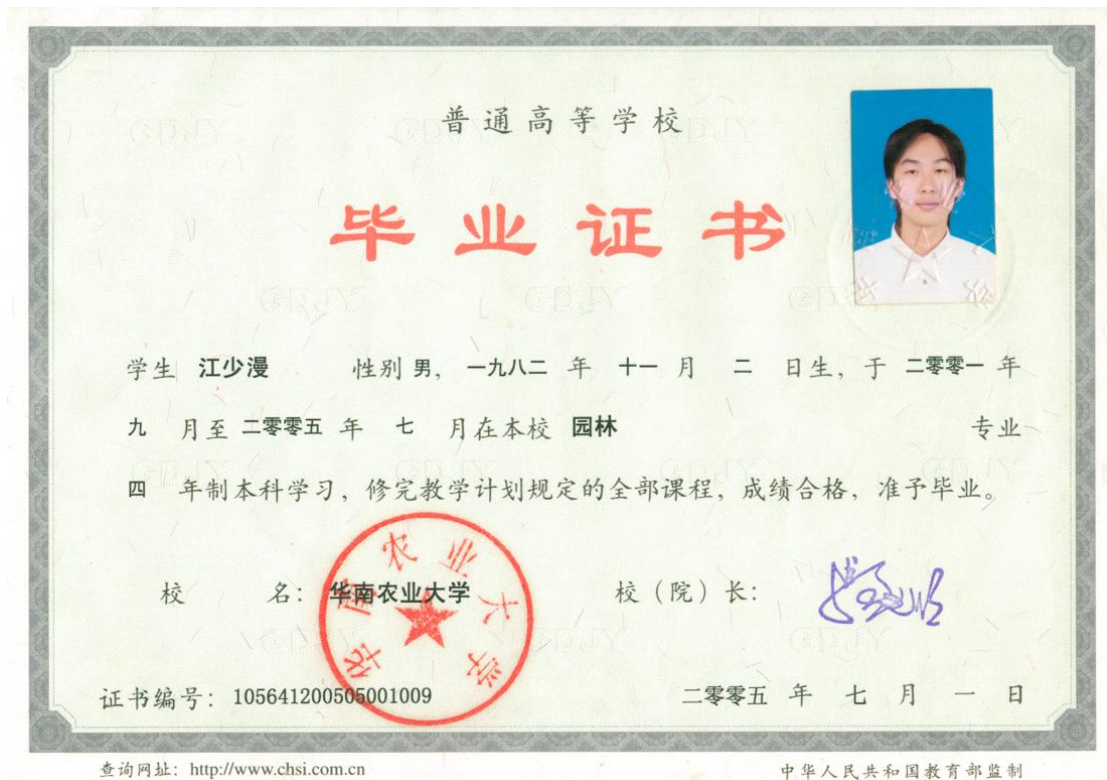 普通高等学校
毕业证书
学生 江少漫 性别 男, 一九八二 年 十一 月 二 日生, 于 二零零一 年
九 月至 二零零五 年 七 月在本校 园林 专业
四 年制本科学习, 修完教学计划规定的全部课程, 成绩合格, 准予毕业。
校 名: 华南农业大学 校(院)长:
华南农业大学
证书编号: 105641200505001009 二零零五 年 七 月 一 日
查询网址: http://www.chsi.com.cn 中华人民共和国教育部监制